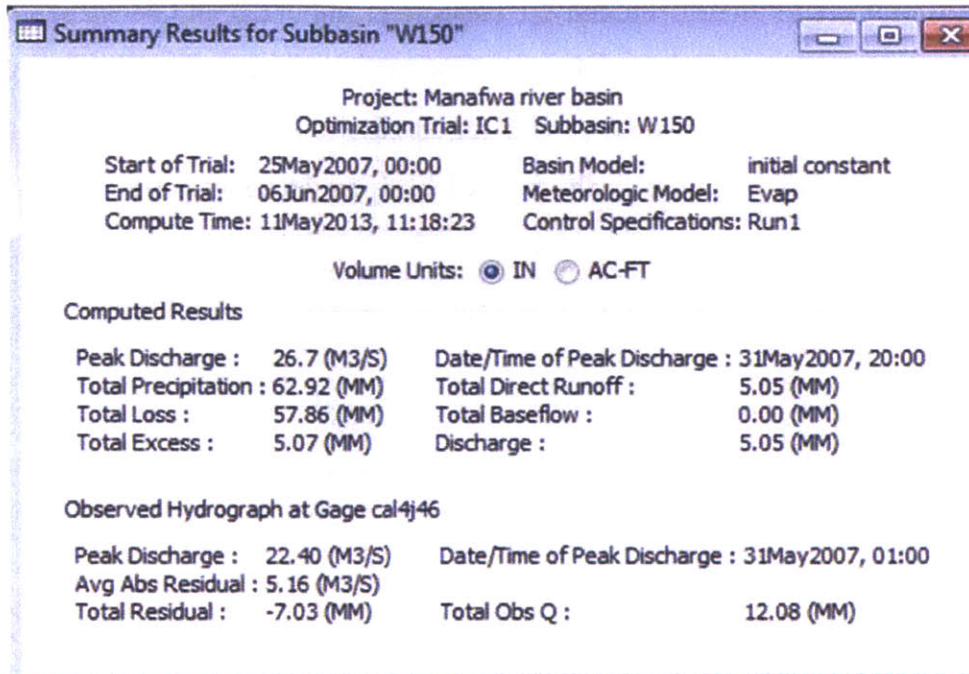 Summary Results for Subbasin "W150"
Project: Manafwa river basin
Optimization Trial: IC1 Subbasin: W150
Start of Trial: 25May2007, 00:00 Basin Model: initial constant
End of Trial: 06Jun2007, 00:00 Meteorologic Model: Evap
Compute Time: 11May2013, 11:18:23 Control Specifications: Run1
Volume Units: IN AC-FT
Computed Results
Peak Discharge : 26.7 (M3/S) Date/Time of Peak Discharge : 31May2007, 20:00
Total Precipitation : 62.92 (MM) Total Direct Runoff : 5.05 (MM)
Total Loss : 57.86 (MM) Total Baseflow : 0.00 (MM)
Total Excess : 5.07 (MM) Discharge : 5.05 (MM)
Observed Hydrograph at Gage cal4j46
Peak Discharge : 22.40 (M3/S) Date/Time of Peak Discharge : 31May2007, 01:00
Avg Abs Residual : 5.16 (M3/S)
Total Residual : -7.03 (MM) Total Obs Q : 12.08 (MM)